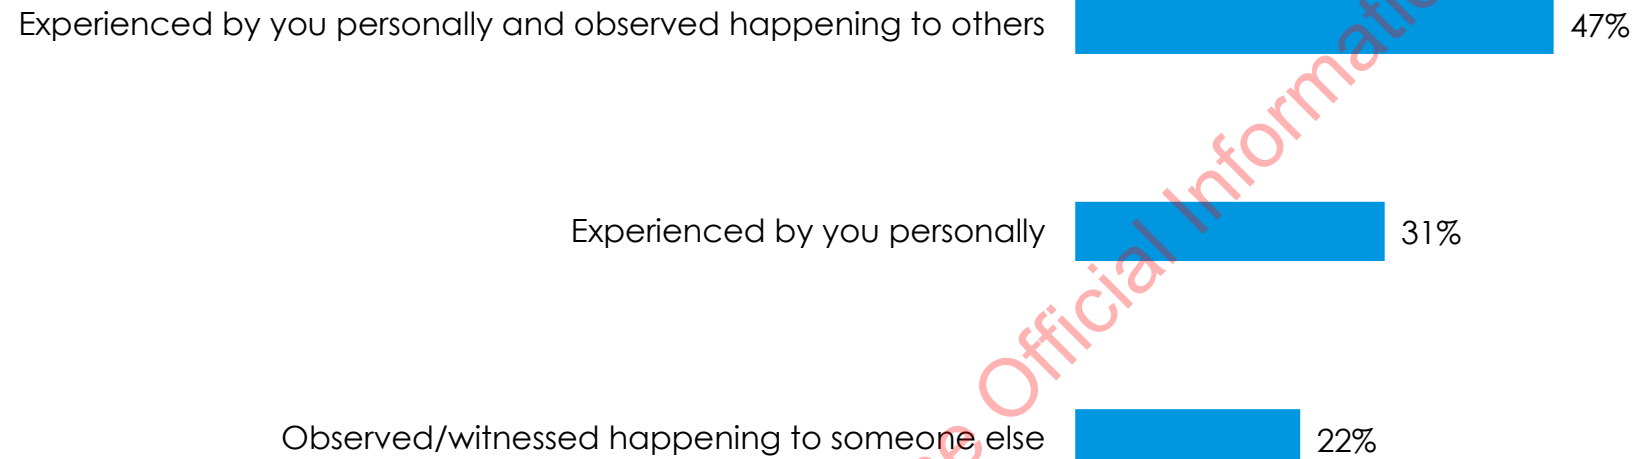 Experienced by you personally and observed happening to others 47%
Experienced by you personally 31%
Observed/witnessed happening to someone else 22%
Official